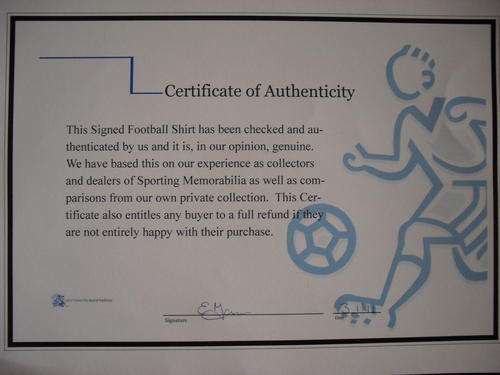 Certificate of Authenticity
This Signed Football Shirt has been checked and au-
thenticated by us and it is, in our opinion, genuine.
We have based this on our experience as collectors
and dealers of Sporting Memorabilia as well as com-
parisons from our own private collection.  This Cer-
tificate also entitles any buyer to a full refund if they
are not entirely happy with their purchase.
Signature